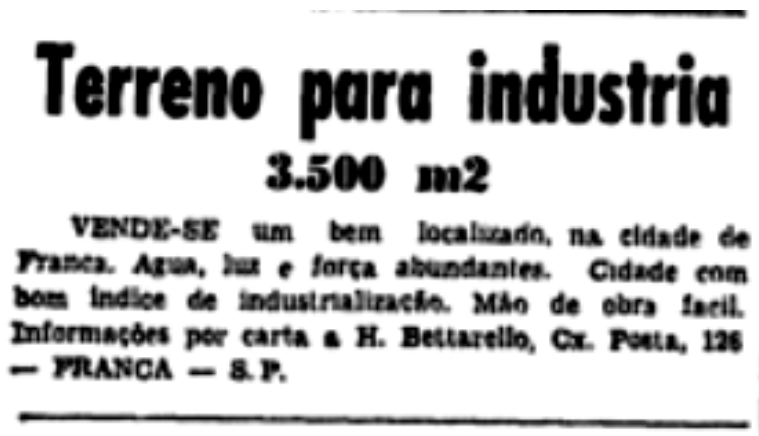 Terreno para industria
3.500 m2
VENDE-SE um bem localizado, na cidade de
Franca. Agua, luz e força abundantes. Cidade com
bom indice de industrialização. Mão de obra facil.
Informações por carta a H. Bettarello, Cx. Posta, 126
— FRANCA — S. P.